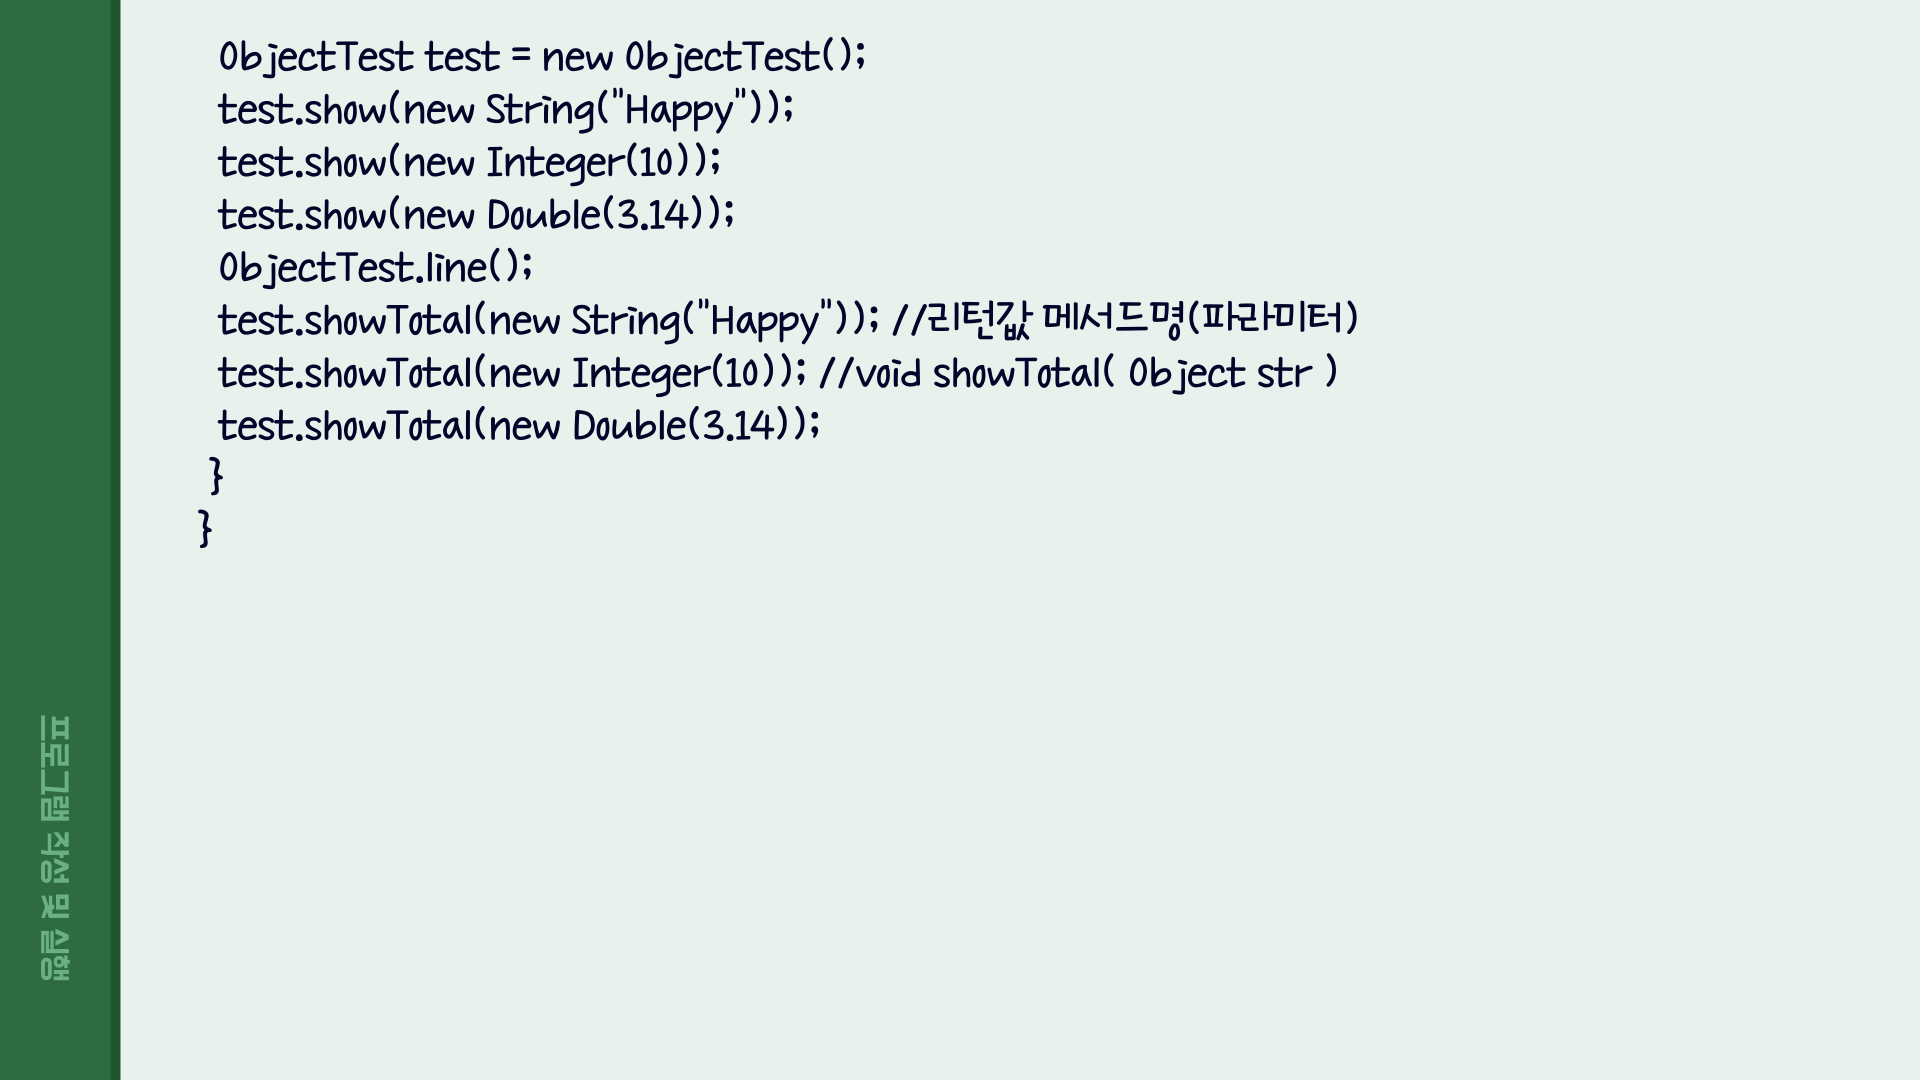 ObjectTest test = new ObjectTest();
test.show(new String("Happy"));
test.show(new Integer(10));
test.show(new Double(3.14));
ObjectTest.line();
test.showTotal(new String("Happy")); //리턴값 메서드명(파라미터)
test.showTotal(new Integer(10)); //void showTotal( Object str )
test.showTotal(new Double(3.14));
}
}
프로그램 작성 및 실행